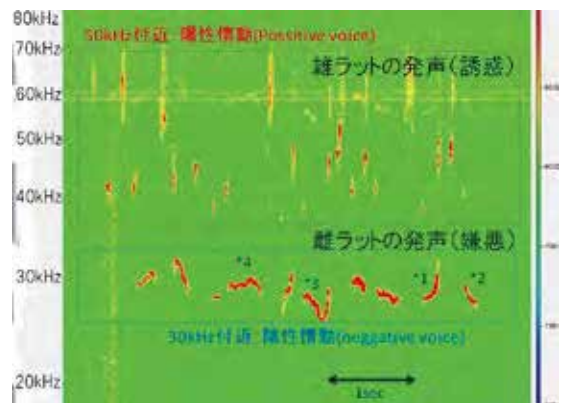 80kHz
50kHz付近 陽性情動(Possitive voice)
70kHz
雄ラットの発声(誘惑)
60kHz
50kHz
40kHz
雌ラットの発声(嫌悪)
*4
30kHz
*3
*1
*2
30kHz付近 陽性情動(neggative voice)
1sec
20kHz